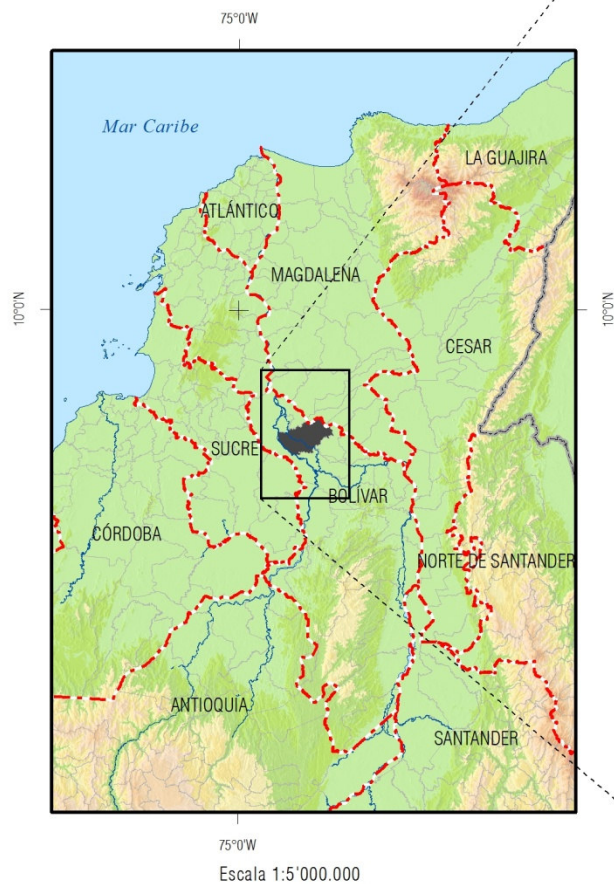 75°0'W
Mar Caribe
LA GUAJIRA
ATLÁNTICO
MAGDALENA
10°0'N
10°0'N
CESAR
SUCRE
BOLÍVAR
CÓRDOBA
NORTE DE SANTANDER
ANTIOQUÍA
SANTANDER
75°0'W
Escala 1:5'000.000